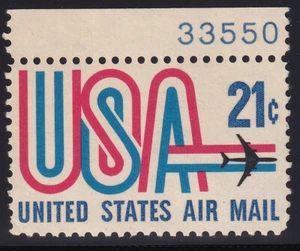 33550
USA 21¢
UNITED STATES AIR MAIL